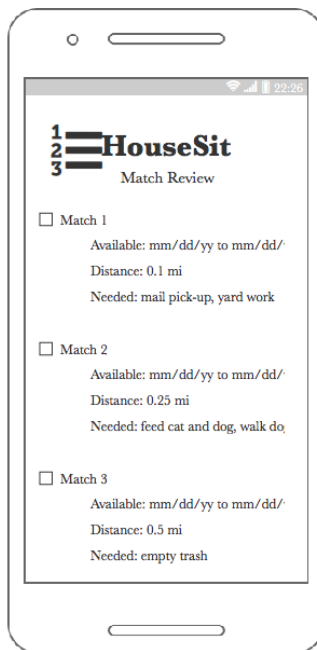 22:26
1
2
3
HouseSit
Match Review
Match 1
Available: mm/dd/yy to mm/dd/
Distance: 0.1 mi
Needed: mail pick-up, yard work
Match 2
Available: mm/dd/yy to mm/dd/
Distance: 0.25 mi
Needed: feed cat and dog, walk do
Match 3
Available: mm/dd/yy to mm/dd/
Distance: 0.5 mi
Needed: empty trash